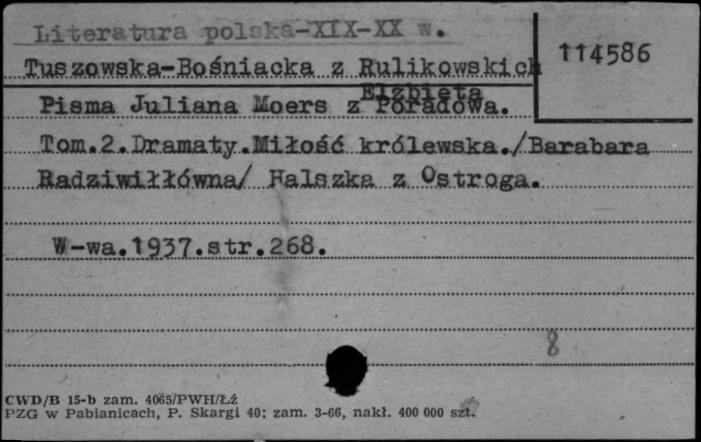 Literatura polska-XIX-XX w.
114586
Tuszowska-Bośniacka z Rulikowskich
Elżbieta
Pisma Juliana Moers z Poradowa.
Tom.2.Dramaty.Miłość królewska./Barabara
Radziwiłłówna/ Halszka z Ostroga.
W-wa.1937.str.268.
8
CWD/B 15-b zam. 4065/PWH/Łź
PZG w Pabianicach, P. Skargi 40; zam. 3-66, nakł. 400 000 szt.